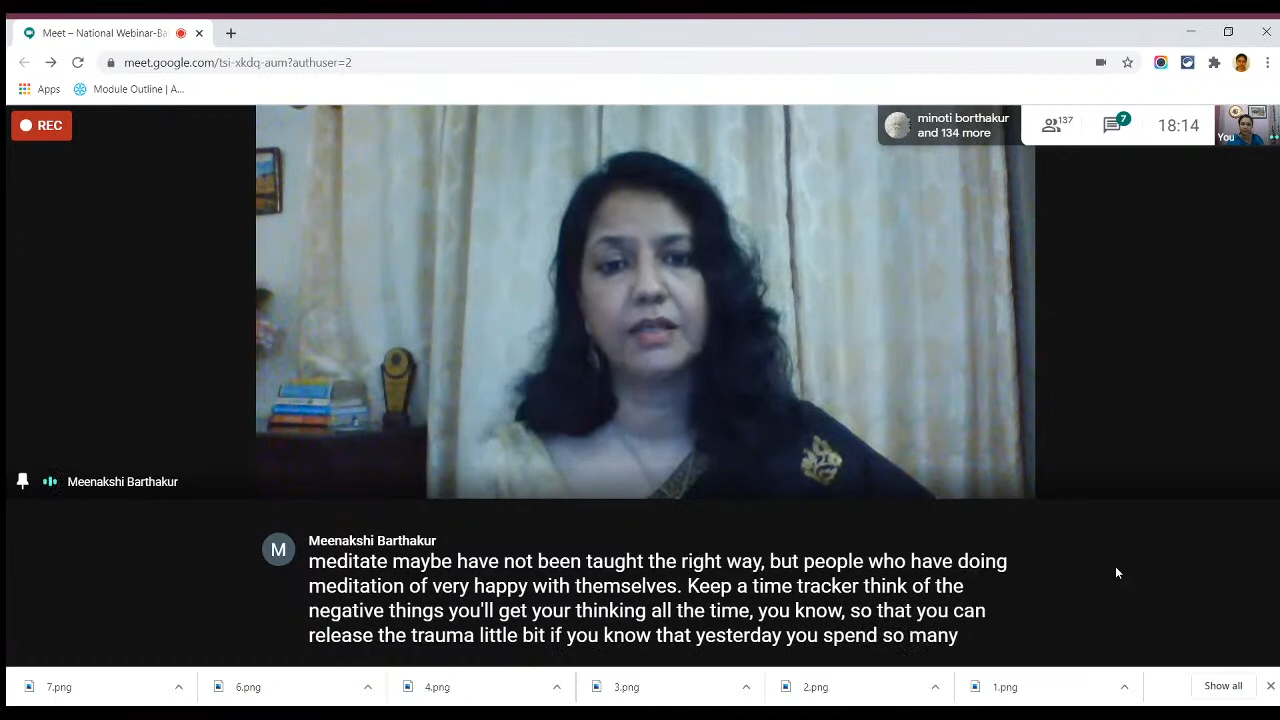 Meet – National Webinar-Ba
meet.google.com/tsi-xkdq-aum?authuser=2
Apps
Module Outline | A...
REC
minoti borthakur
and 134 more
137
7
18:14
You
Meenakshi Barthakur
M
Meenakshi Barthakur
meditate maybe have not been taught the right way, but people who have doing
meditation of very happy with themselves. Keep a time tracker think of the
negative things you'll get your thinking all the time, you know, so that you can
release the trauma little bit if you know that yesterday you spend so many
7.png
6.png
4.png
3.png
2.png
1.png
Show all